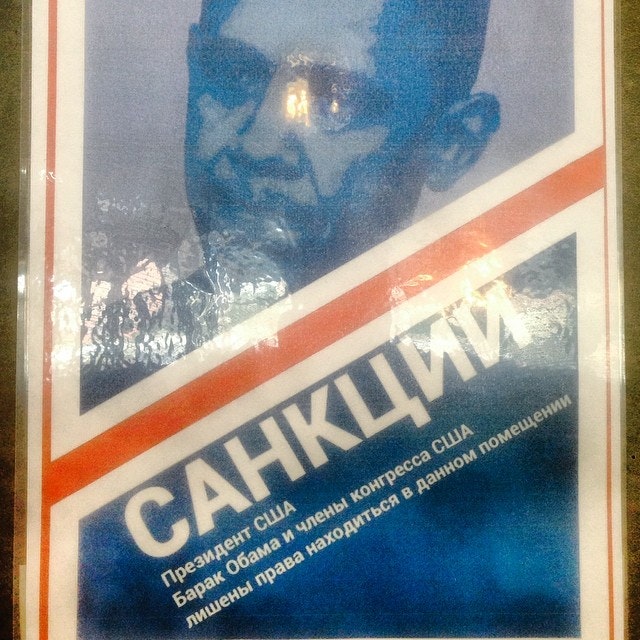 САНКЦИИ
Президент США
Барак Обама и члены конгресса США
лишены права находиться в данном помещении